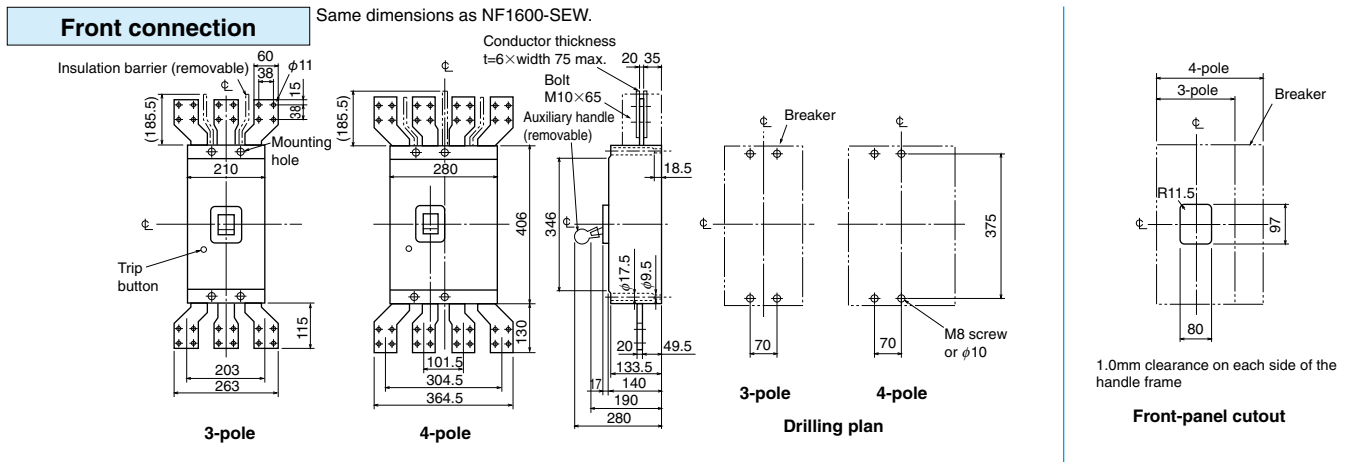 Front connection
Same dimensions as NF1600-SEW.
Insulation barrier (removable)
℄
60
38
φ11
15
38
(185.5)
Mounting
hole
210
℄
Trip
button
115
203
263
3-pole
℄
(185.5)
280
406
130
101.5
304.5
364.5
4-pole
Conductor thickness
t=6×width 75 max.
20
35
Bolt
M10×65
Auxiliary handle
(removable)
18.5
℄
346
φ17.5
φ9.5
20
49.5
133.5
17
140
190
280
℄
Breaker
℄
℄
375
70
70
M8 screw
or φ10
3-pole
4-pole
Drilling plan
4-pole
3-pole
Breaker
℄
R11.5
℄
97
80
1.0mm clearance on each side of the
handle frame
Front-panel cutout